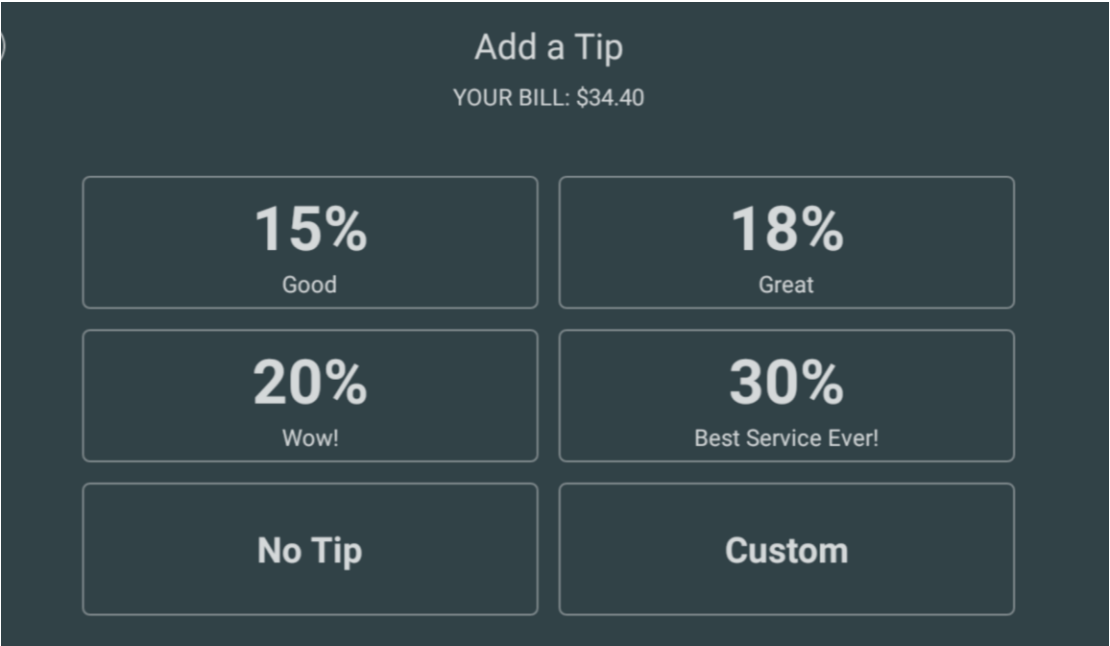 Add a Tip
YOUR BILL: $34.40
15%
Good
18%
Great
20%
Wow!
30%
Best Service Ever!
No Tip
Custom